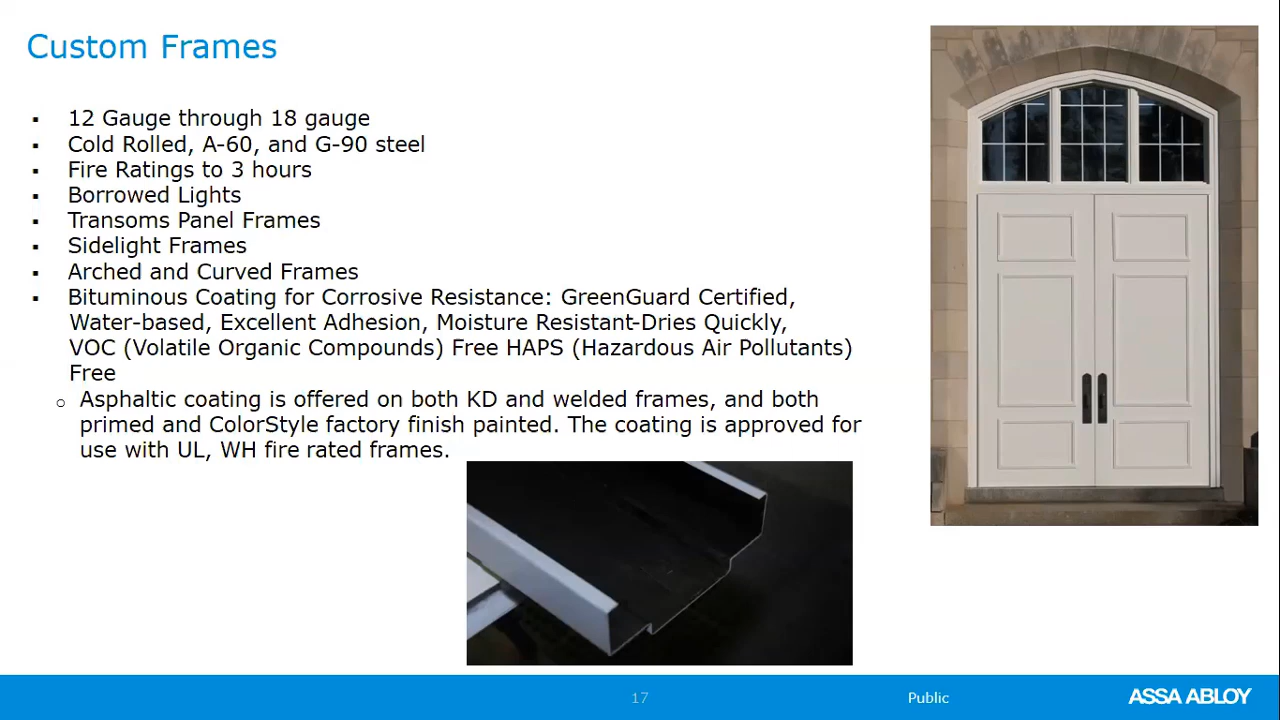 Custom Frames
▪ 12 Gauge through 18 gauge
▪ Cold Rolled, A-60, and G-90 steel
▪ Fire Ratings to 3 hours
▪ Borrowed Lights
▪ Transoms Panel Frames
▪ Sidelight Frames
▪ Arched and Curved Frames
▪ Bituminous Coating for Corrosive Resistance: GreenGuard Certified,
Water-based, Excellent Adhesion, Moisture Resistant-Dries Quickly,
VOC (Volatile Organic Compounds) Free HAPS (Hazardous Air Pollutants)
Free
o Asphaltic coating is offered on both KD and welded frames, and both
primed and ColorStyle factory finish painted. The coating is approved for
use with UL, WH fire rated frames.
17
Public
ASSA ABLOY